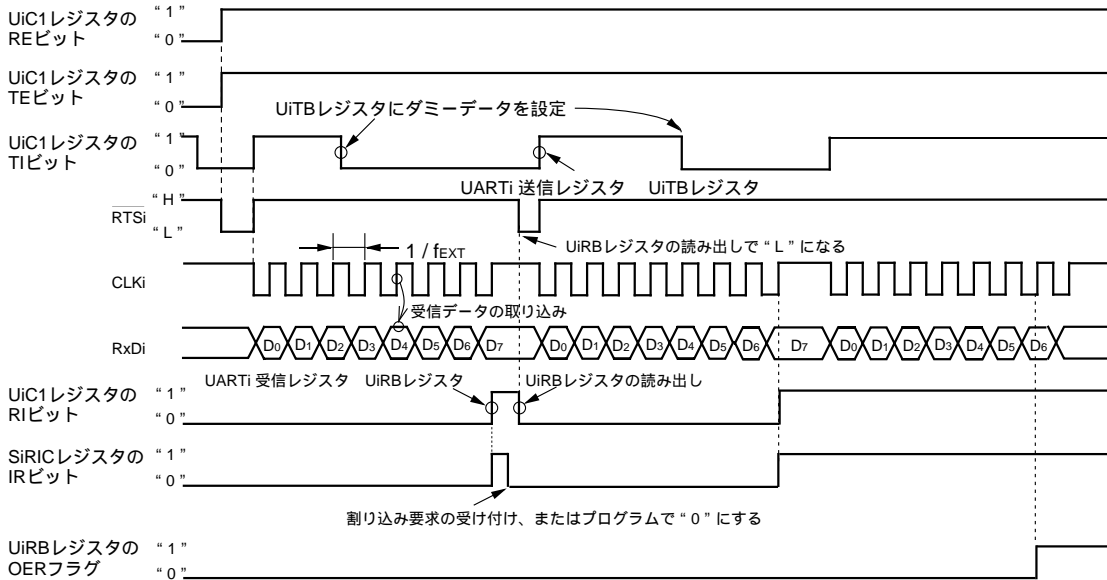 UiC1レジスタの “ 1 ”
REビット “ 0 ”
UiC1レジスタの “ 1 ”
TEビット “ 0 ”
UiTBレジスタにダミーデータを設定
UiC1レジスタの “ 1 ”
TIビット “ 0 ”
UARTi 送信レジスタ UiTBレジスタ
“ H ”
RTSi
“ L ”
UiRBレジスタの読み出しで “ L ” になる
1 / fEXT
CLKi
受信データの取り込み
RxDi D0 D1 D2 D3 D4 D5 D6 D7 D0 D1 D2 D3 D4 D5 D6 D7 D0 D1 D2 D3 D4 D5 D6
UARTi 受信レジスタ UiRBレジスタ UiRBレジスタの読み出し
UiC1レジスタの “ 1 ”
RIビット “ 0 ”
SiRICレジスタの “ 1 ”
IRビット “ 0 ”
割り込み要求の受け付け、またはプログラムで “ 0 ” にする
UiRBレジスタの “ 1 ”
OERフラグ “ 0 ”